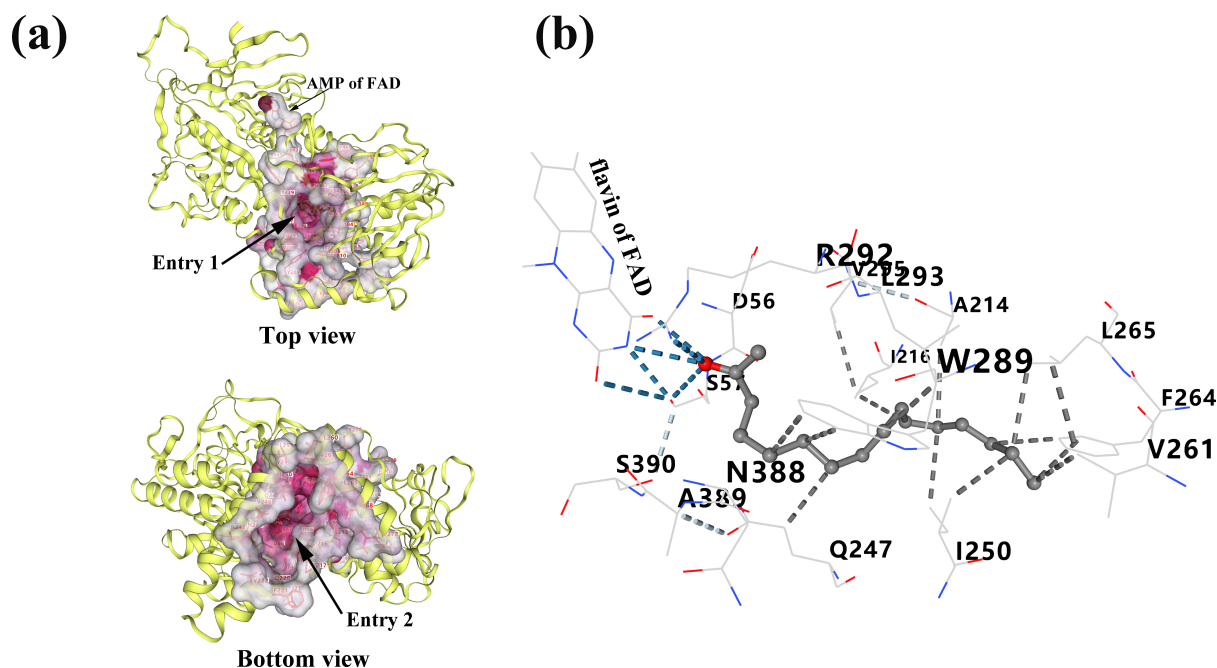 (a)
AMP of FAD
Entry 1
Top view
Entry 2
Bottom view
(b)
flavin of FAD
R292
V295
L293
D56
A214
L265
I216
W289
F264
V261
S390
N388
A389
Q247
I250